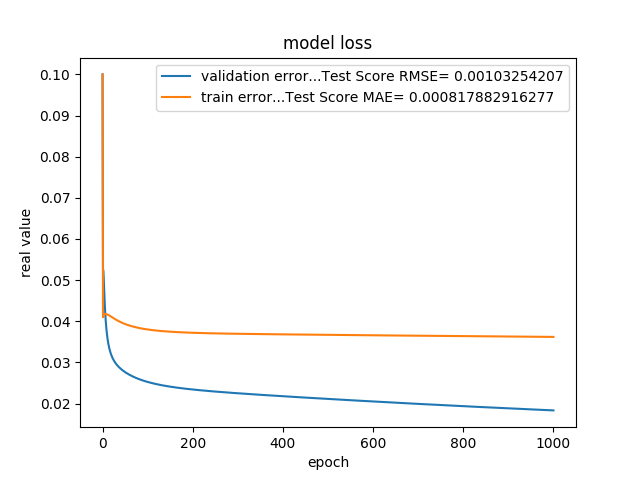 model loss
validation error...Test Score RMSE= 0.00103254207
train error...Test Score MAE= 0.000817882916277
real value
0.10
0.09
0.08
0.07
0.06
0.05
0.04
0.03
0.02
0 200 400 600 800 1000
epoch